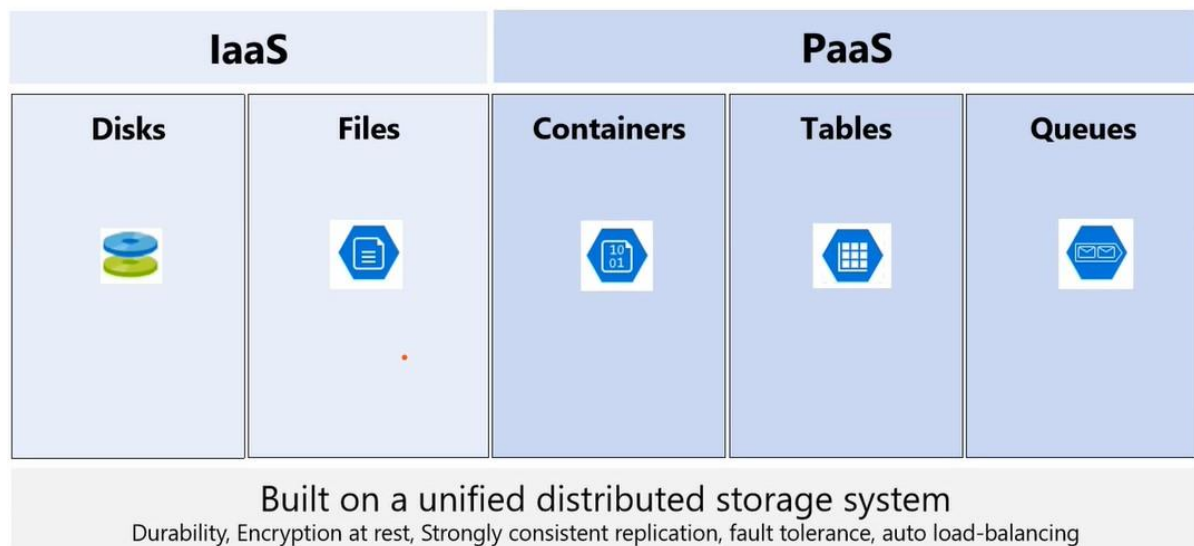 IaaS
PaaS
Disks
Files
Containers
Tables
Queues
10
01
Built on a unified distributed storage system
Durability, Encryption at rest, Strongly consistent replication, fault tolerance, auto load-balancing